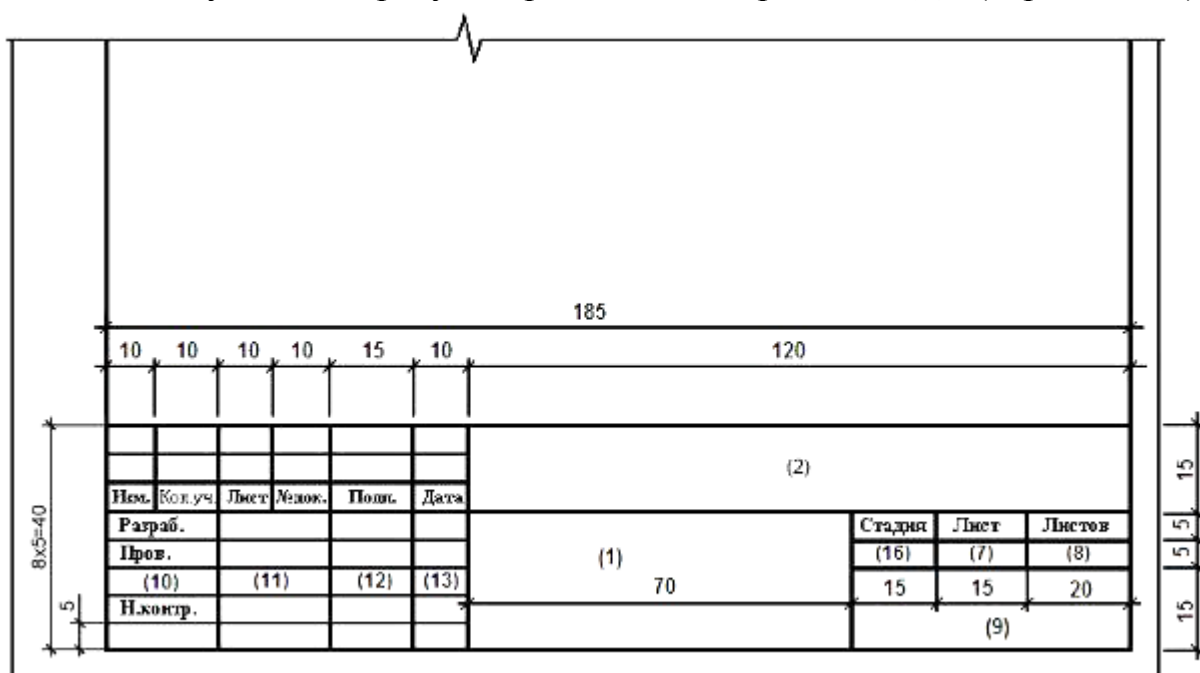 185
10 10 10 10 15 10 120
(2)
15
Изм. Кол.уч. Лист №док. Подп. Дата
8x5=40
Разраб.
Стадия Лист Листов
5
Пров.
(1)
(16) (7) (8)
5
(10) (11) (12) (13)
70
15 15 20
5
Н.контр.
15
(9)